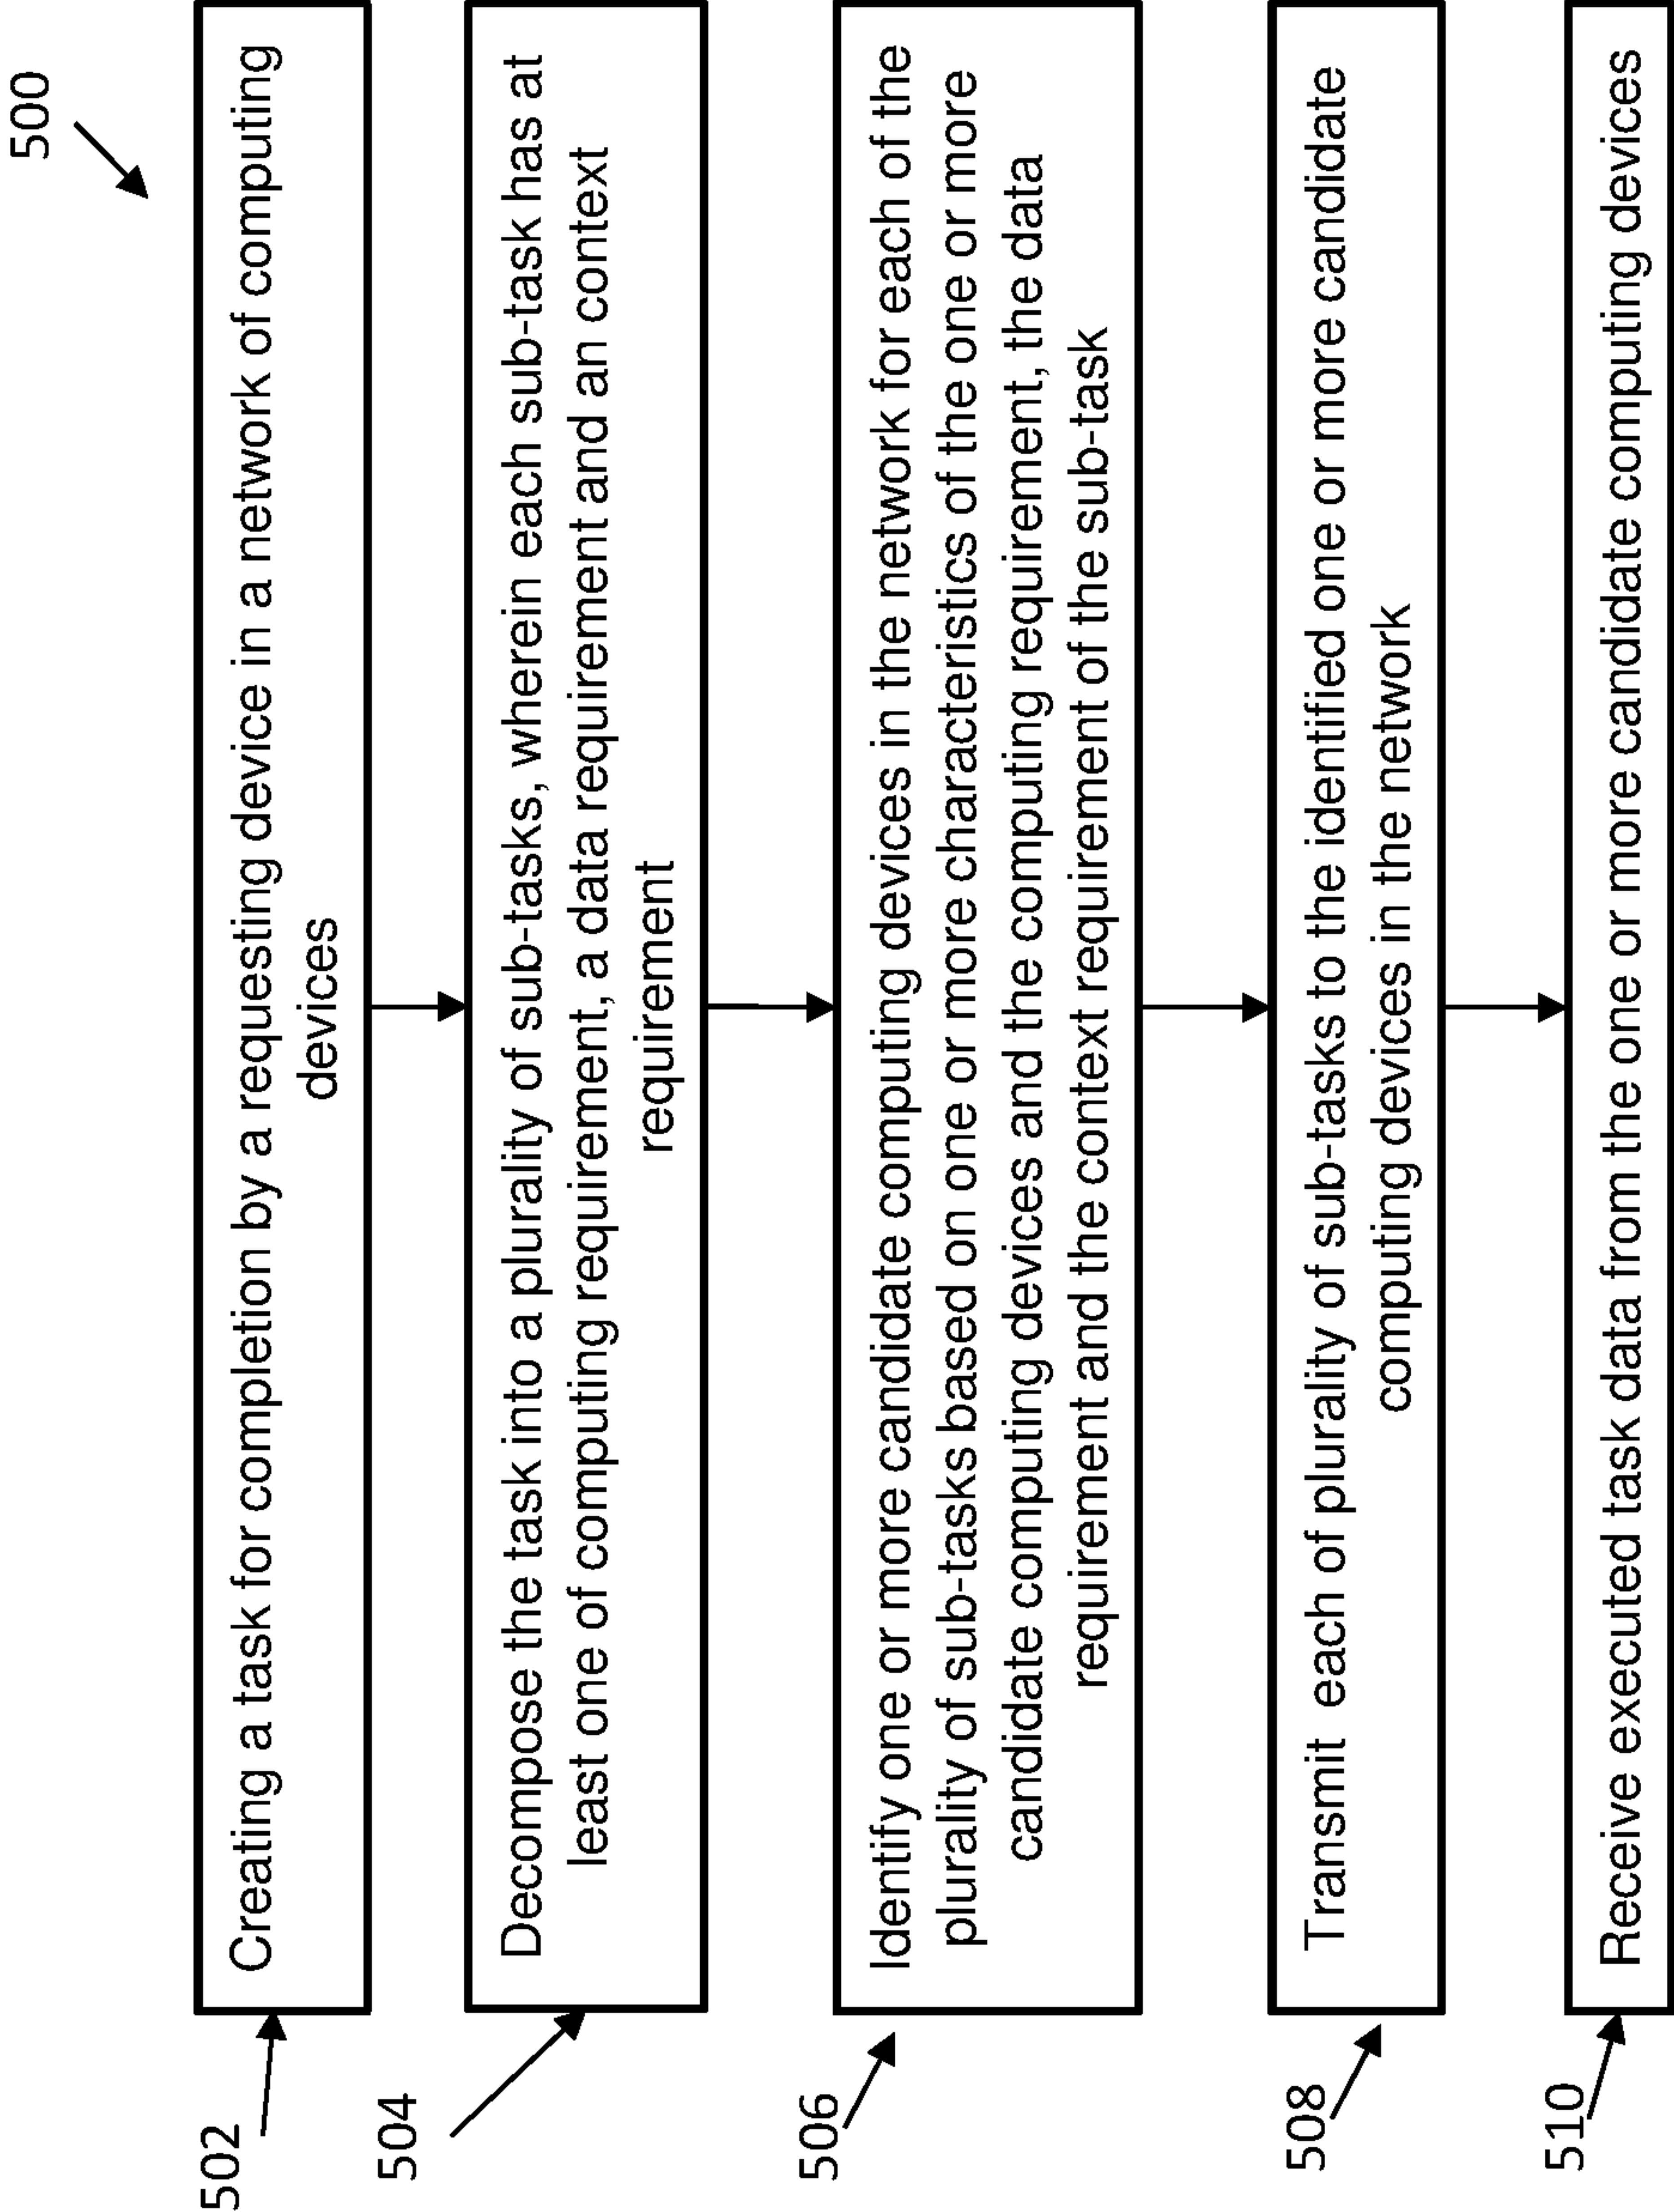 500
502
Creating a task for completion by a requesting device in a network of computing
devices
504
Decompose the task into a plurality of sub-tasks, wherein each sub-task has at
least one of computing requirement, a data requirement and an context
requirement
506
Identify one or more candidate computing devices in the network for each of the
plurality of sub-tasks based on one or more characteristics of the one or more
candidate computing devices and the computing requirement, the data
requirement and the context requirement of the sub-task
508
Transmit each of plurality of sub-tasks to the identified one or more candidate
computing devices in the network
510
Receive executed task data from the one or more candidate computing devices